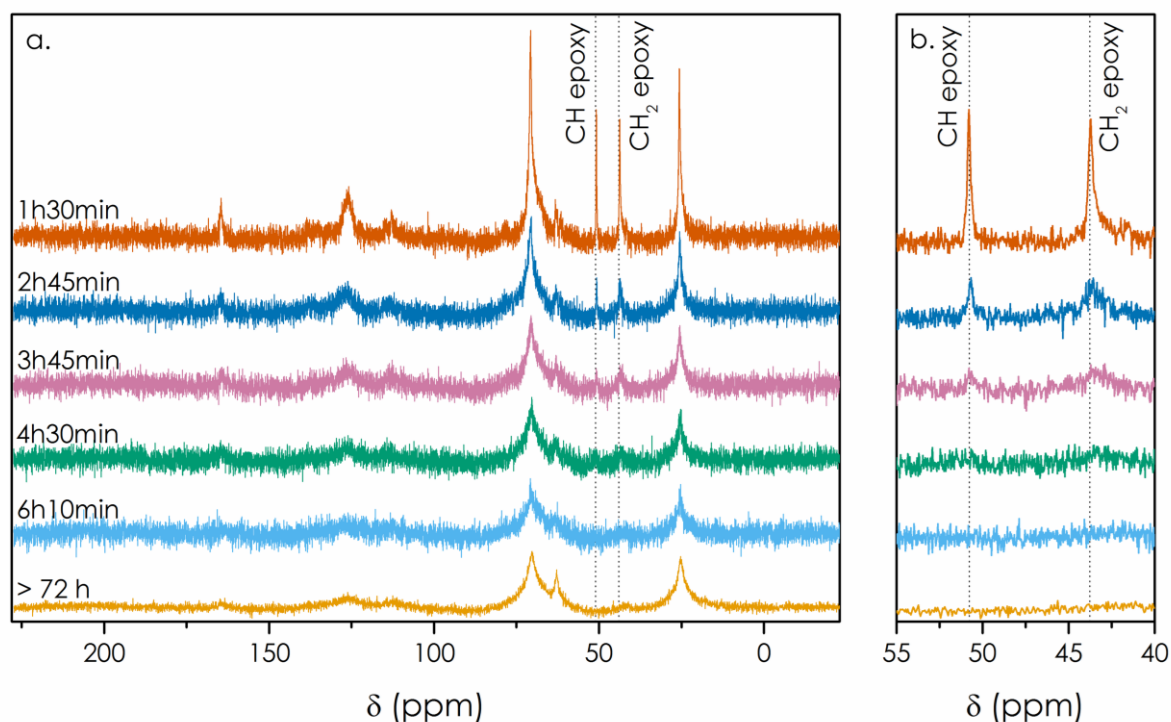 a.
CH epoxy
CH₂ epoxy
1h30min
2h45min
3h45min
4h30min
6h10min
> 72 h
200 150 100 50 0
δ (ppm)
b.
CH epoxy
CH₂ epoxy
55 50 45 40
δ (ppm)